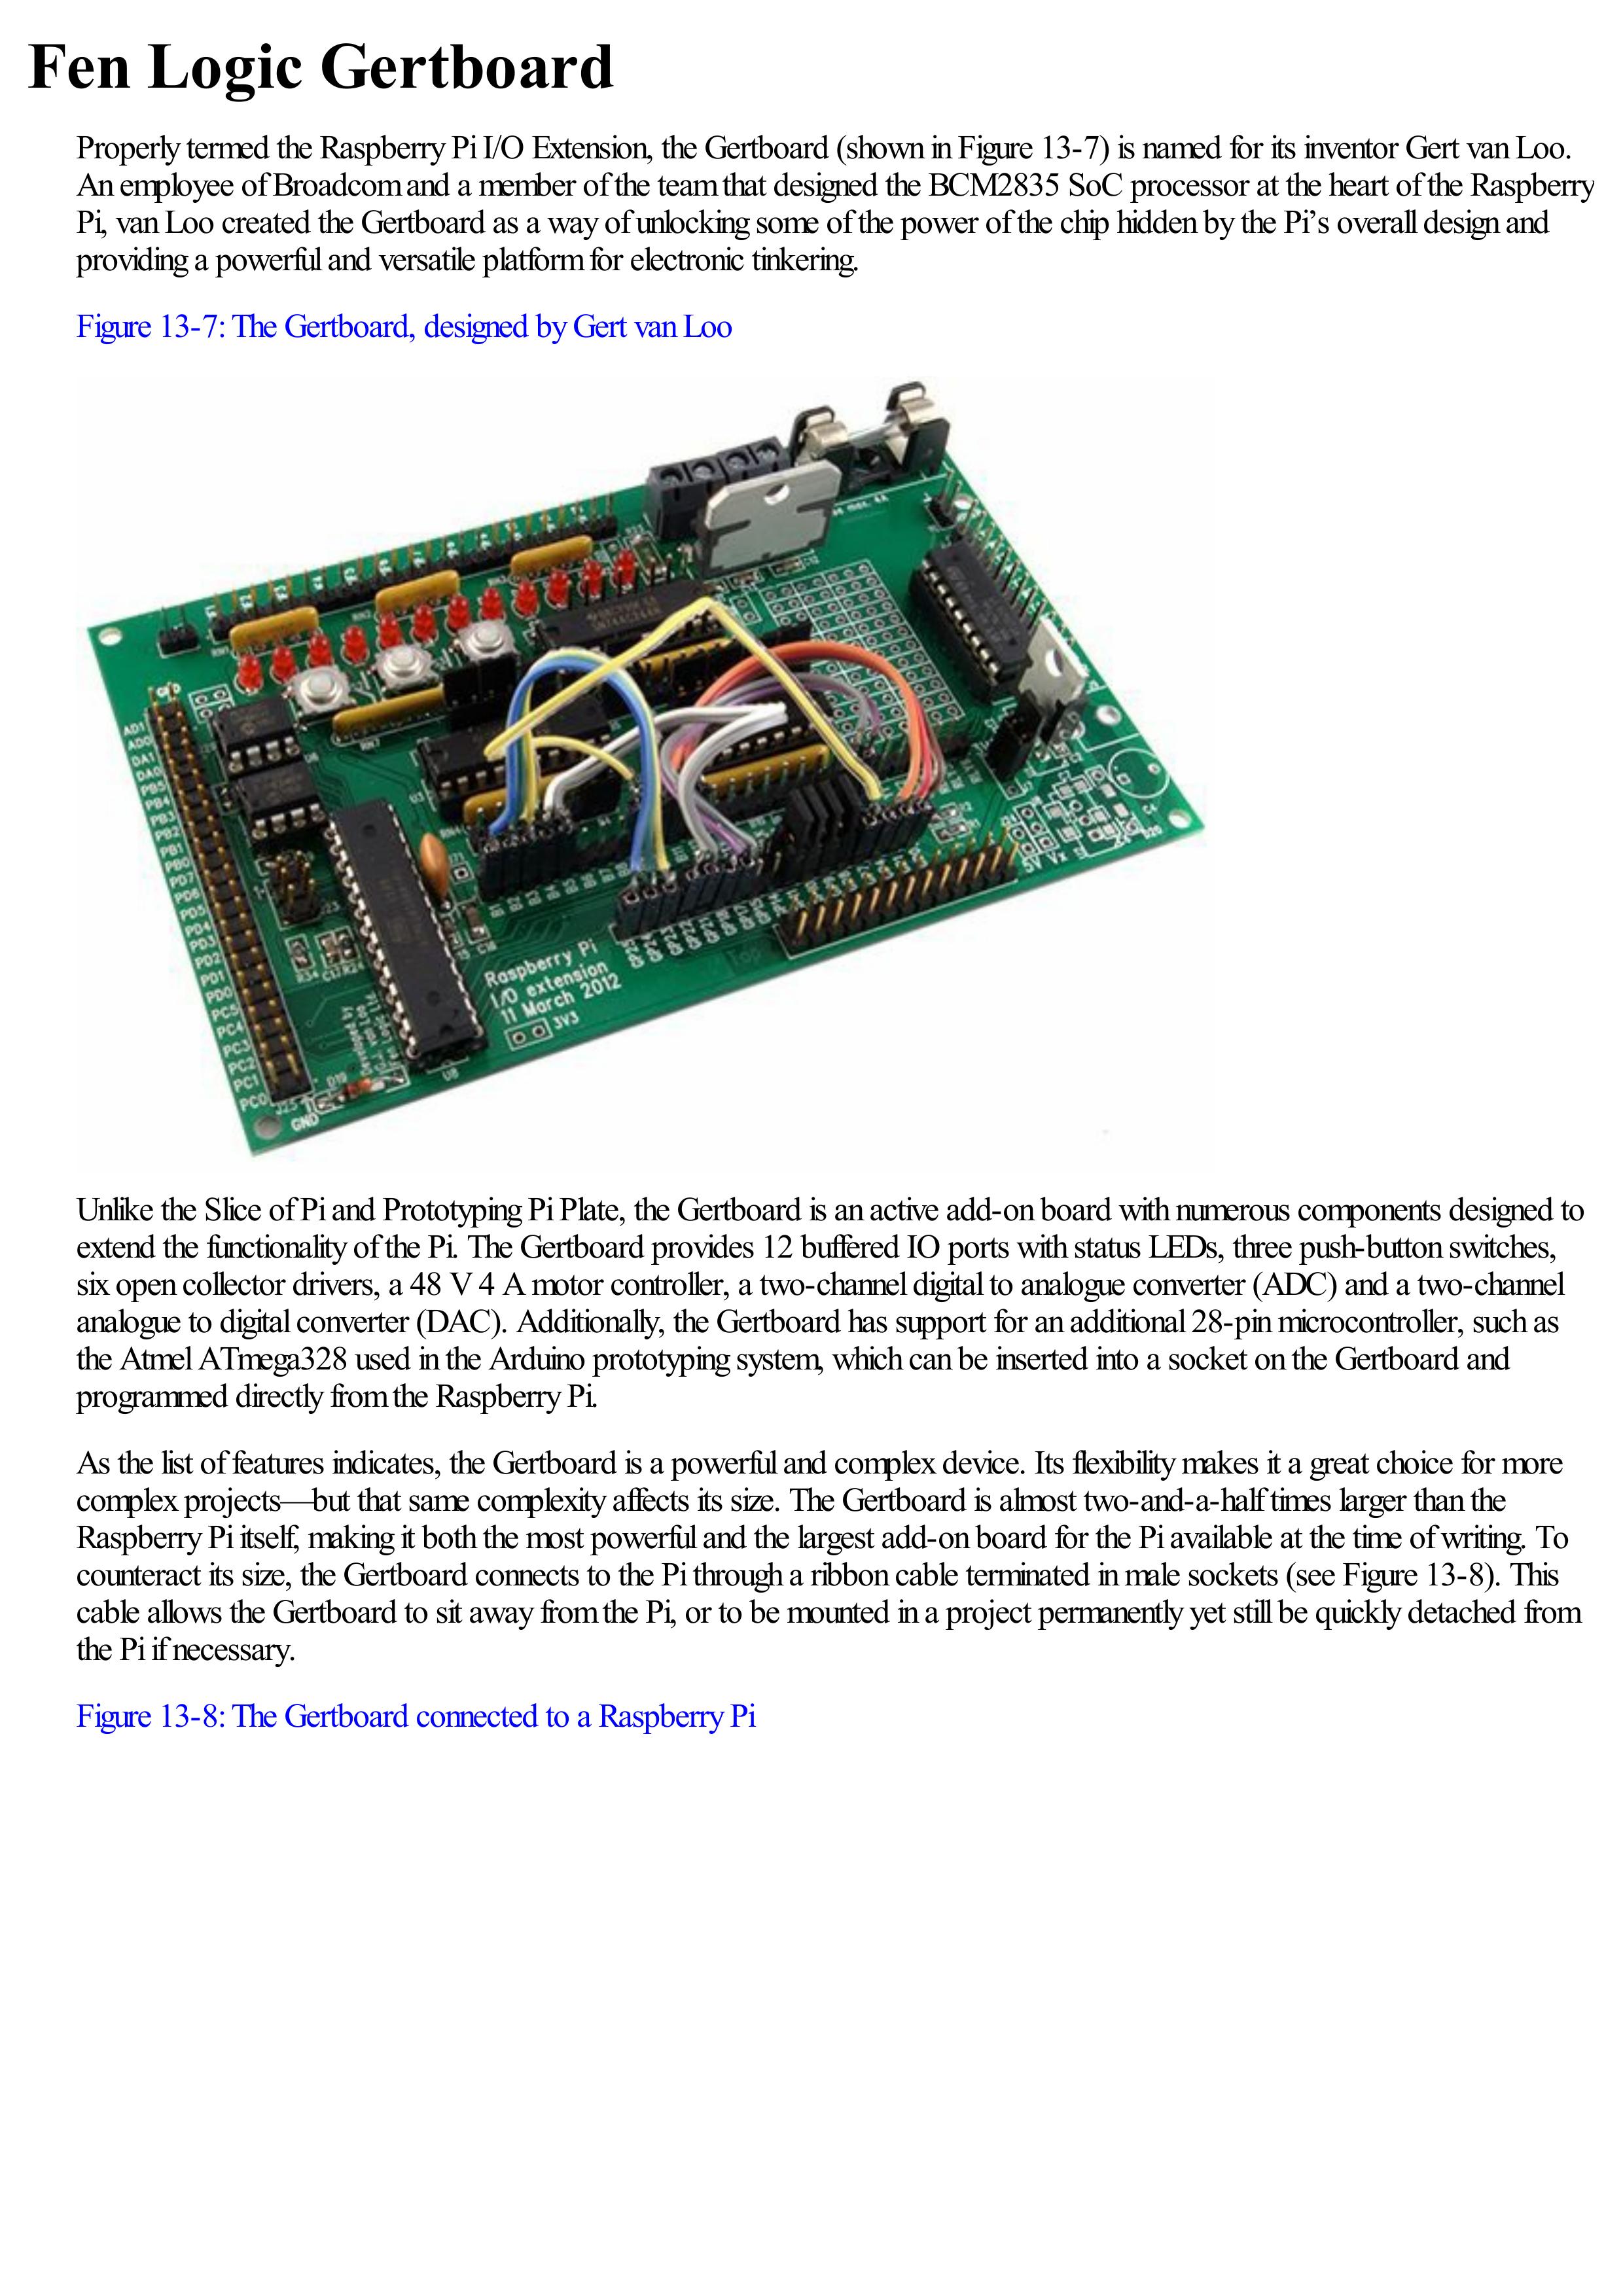 Fen Logic Gertboard
Properly termed the Raspberry Pi I/O Extension, the Gertboard (shown in Figure 13-7) is named for its inventor Gert van Loo.
An employee of Broadcom and a member of the team that designed the BCM2835 SoC processor at the heart of the Raspberry
Pi, van Loo created the Gertboard as a way of unlocking some of the power of the chip hidden by the Pi’s overall design and
providing a powerful and versatile platform for electronic tinkering.
Figure 13-7: The Gertboard, designed by Gert van Loo
GND
AD1
AD0
DA1
DA0
PB5
PB4
PB3
PB2
PB1
PB0
PD7
PD6
PD5
PD4
PD3
PD2
PD1
PD0
PC5
PC4
PC3
PC2
PC1
PC0
J25
GND
D19
U8
Raspberry Pi
I/O extension
11 March 2012
3V3
Top
5V Vx
Unlike the Slice of Pi and Prototyping Pi Plate, the Gertboard is an active add-on board with numerous components designed to
extend the functionality of the Pi. The Gertboard provides 12 buffered IO ports with status LEDs, three push-button switches,
six open collector drivers, a 48 V 4 A motor controller, a two-channel digital to analogue converter (ADC) and a two-channel
analogue to digital converter (DAC). Additionally, the Gertboard has support for an additional 28-pin microcontroller, such as
the Atmel ATmega328 used in the Arduino prototyping system, which can be inserted into a socket on the Gertboard and
programmed directly from the Raspberry Pi.
As the list of features indicates, the Gertboard is a powerful and complex device. Its flexibility makes it a great choice for more
complex projects—but that same complexity affects its size. The Gertboard is almost two-and-a-half times larger than the
Raspberry Pi itself, making it both the most powerful and the largest add-on board for the Pi available at the time of writing. To
counteract its size, the Gertboard connects to the Pi through a ribbon cable terminated in male sockets (see Figure 13-8). This
cable allows the Gertboard to sit away from the Pi, or to be mounted in a project permanently yet still be quickly detached from
the Pi if necessary.
Figure 13-8: The Gertboard connected to a Raspberry Pi